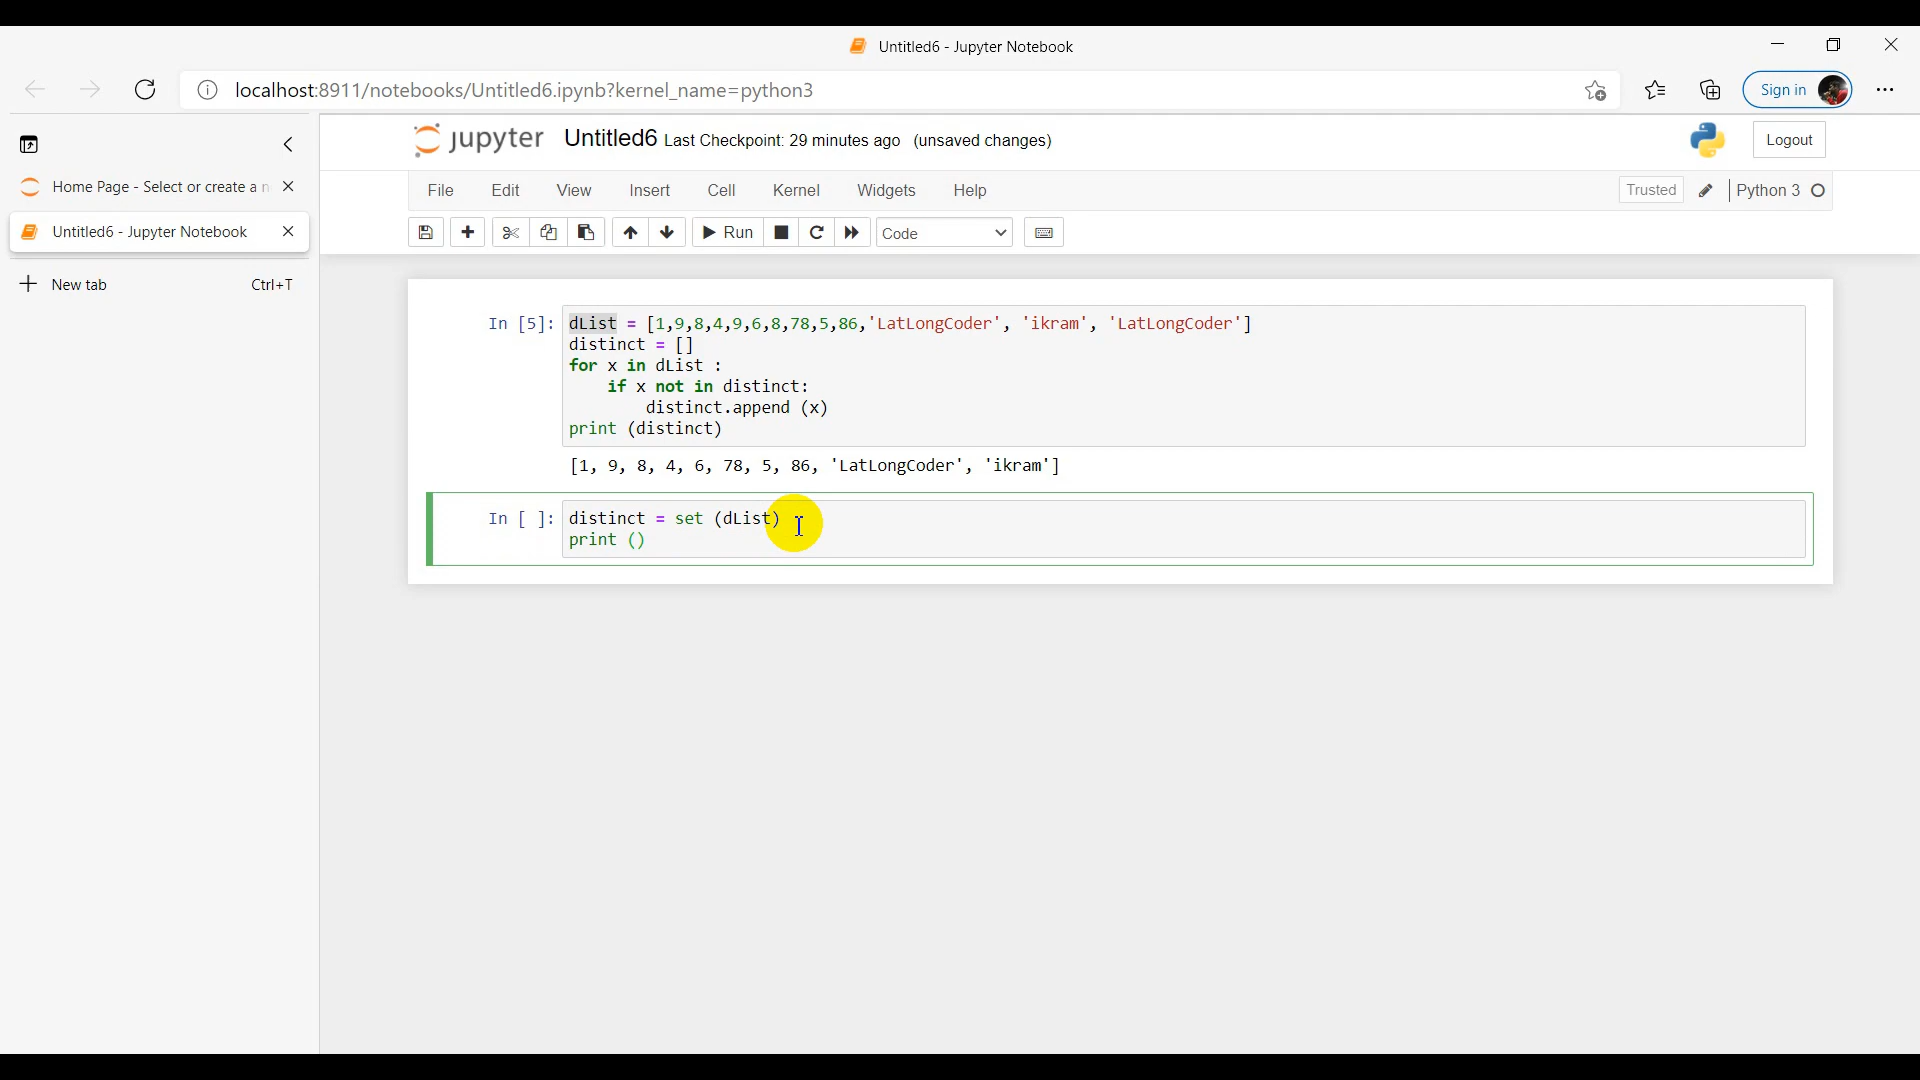 Untitled6 - Jupyter Notebook
localhost:8911/notebooks/Untitled6.ipynb?kernel_name=python3
Sign in
Home Page - Select or create a n
Untitled6 - Jupyter Notebook
New tab Ctrl+T
jupyter Untitled6 Last Checkpoint: 29 minutes ago (unsaved changes)
Logout
File Edit View Insert Cell Kernel Widgets Help
Trusted Python 3
Run Code
In [5]: dList = [1,9,8,4,9,6,8,78,5,86,'LatLongCoder', 'ikram', 'LatLongCoder']
distinct = []
for x in dList :
    if x not in distinct:
        distinct.append (x)
print (distinct)
[1, 9, 8, 4, 6, 78, 5, 86, 'LatLongCoder', 'ikram']
In [ ]: distinct = set (dList)
print ()